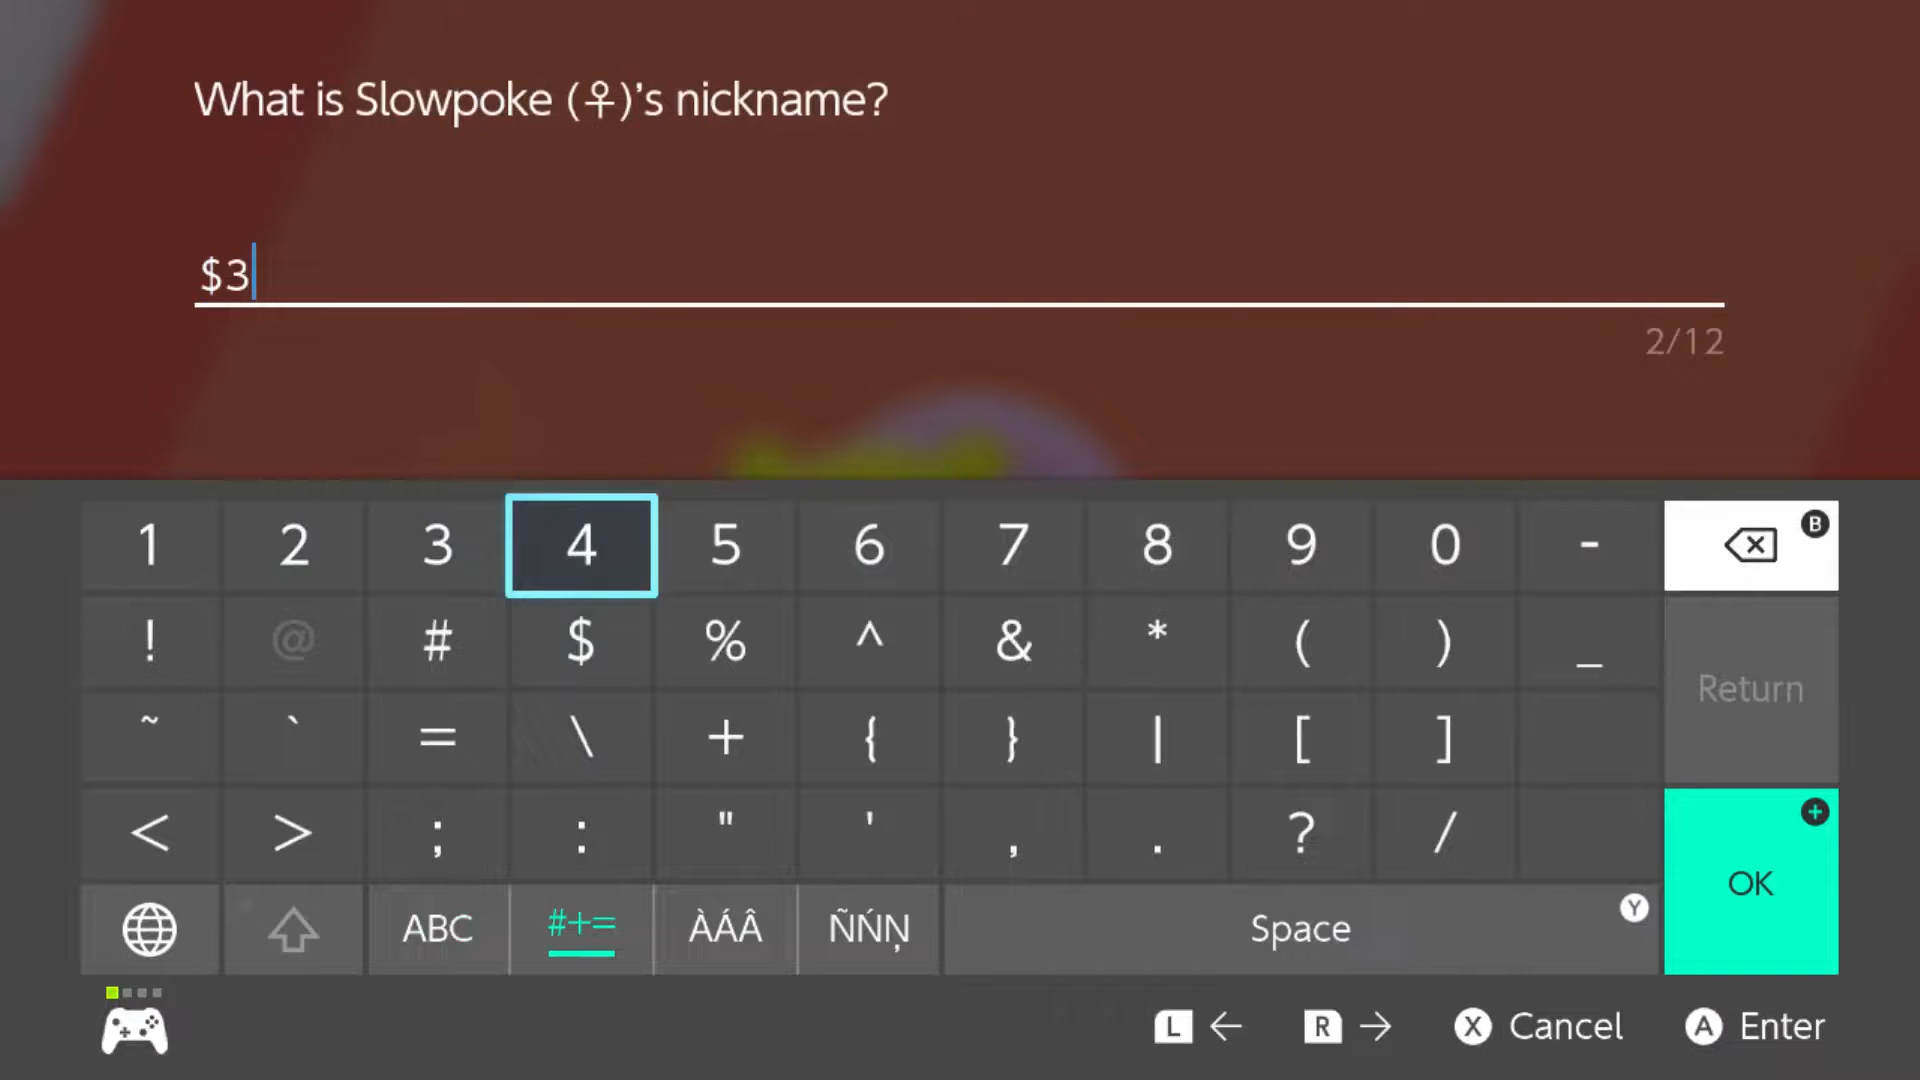 What is Slowpoke (♀)'s nickname?
$3
2/12
1 2 3 4 5 6 7 8 9 0 -
B
! @ # $ % ^ & * ( ) _
Return
~ ` = \ + { } | [ ]
< > ; : " ' , . ? /
+
OK
ABC #+= ÀÁÂ ÑŃŅ Space Y
L ← R → X Cancel A Enter